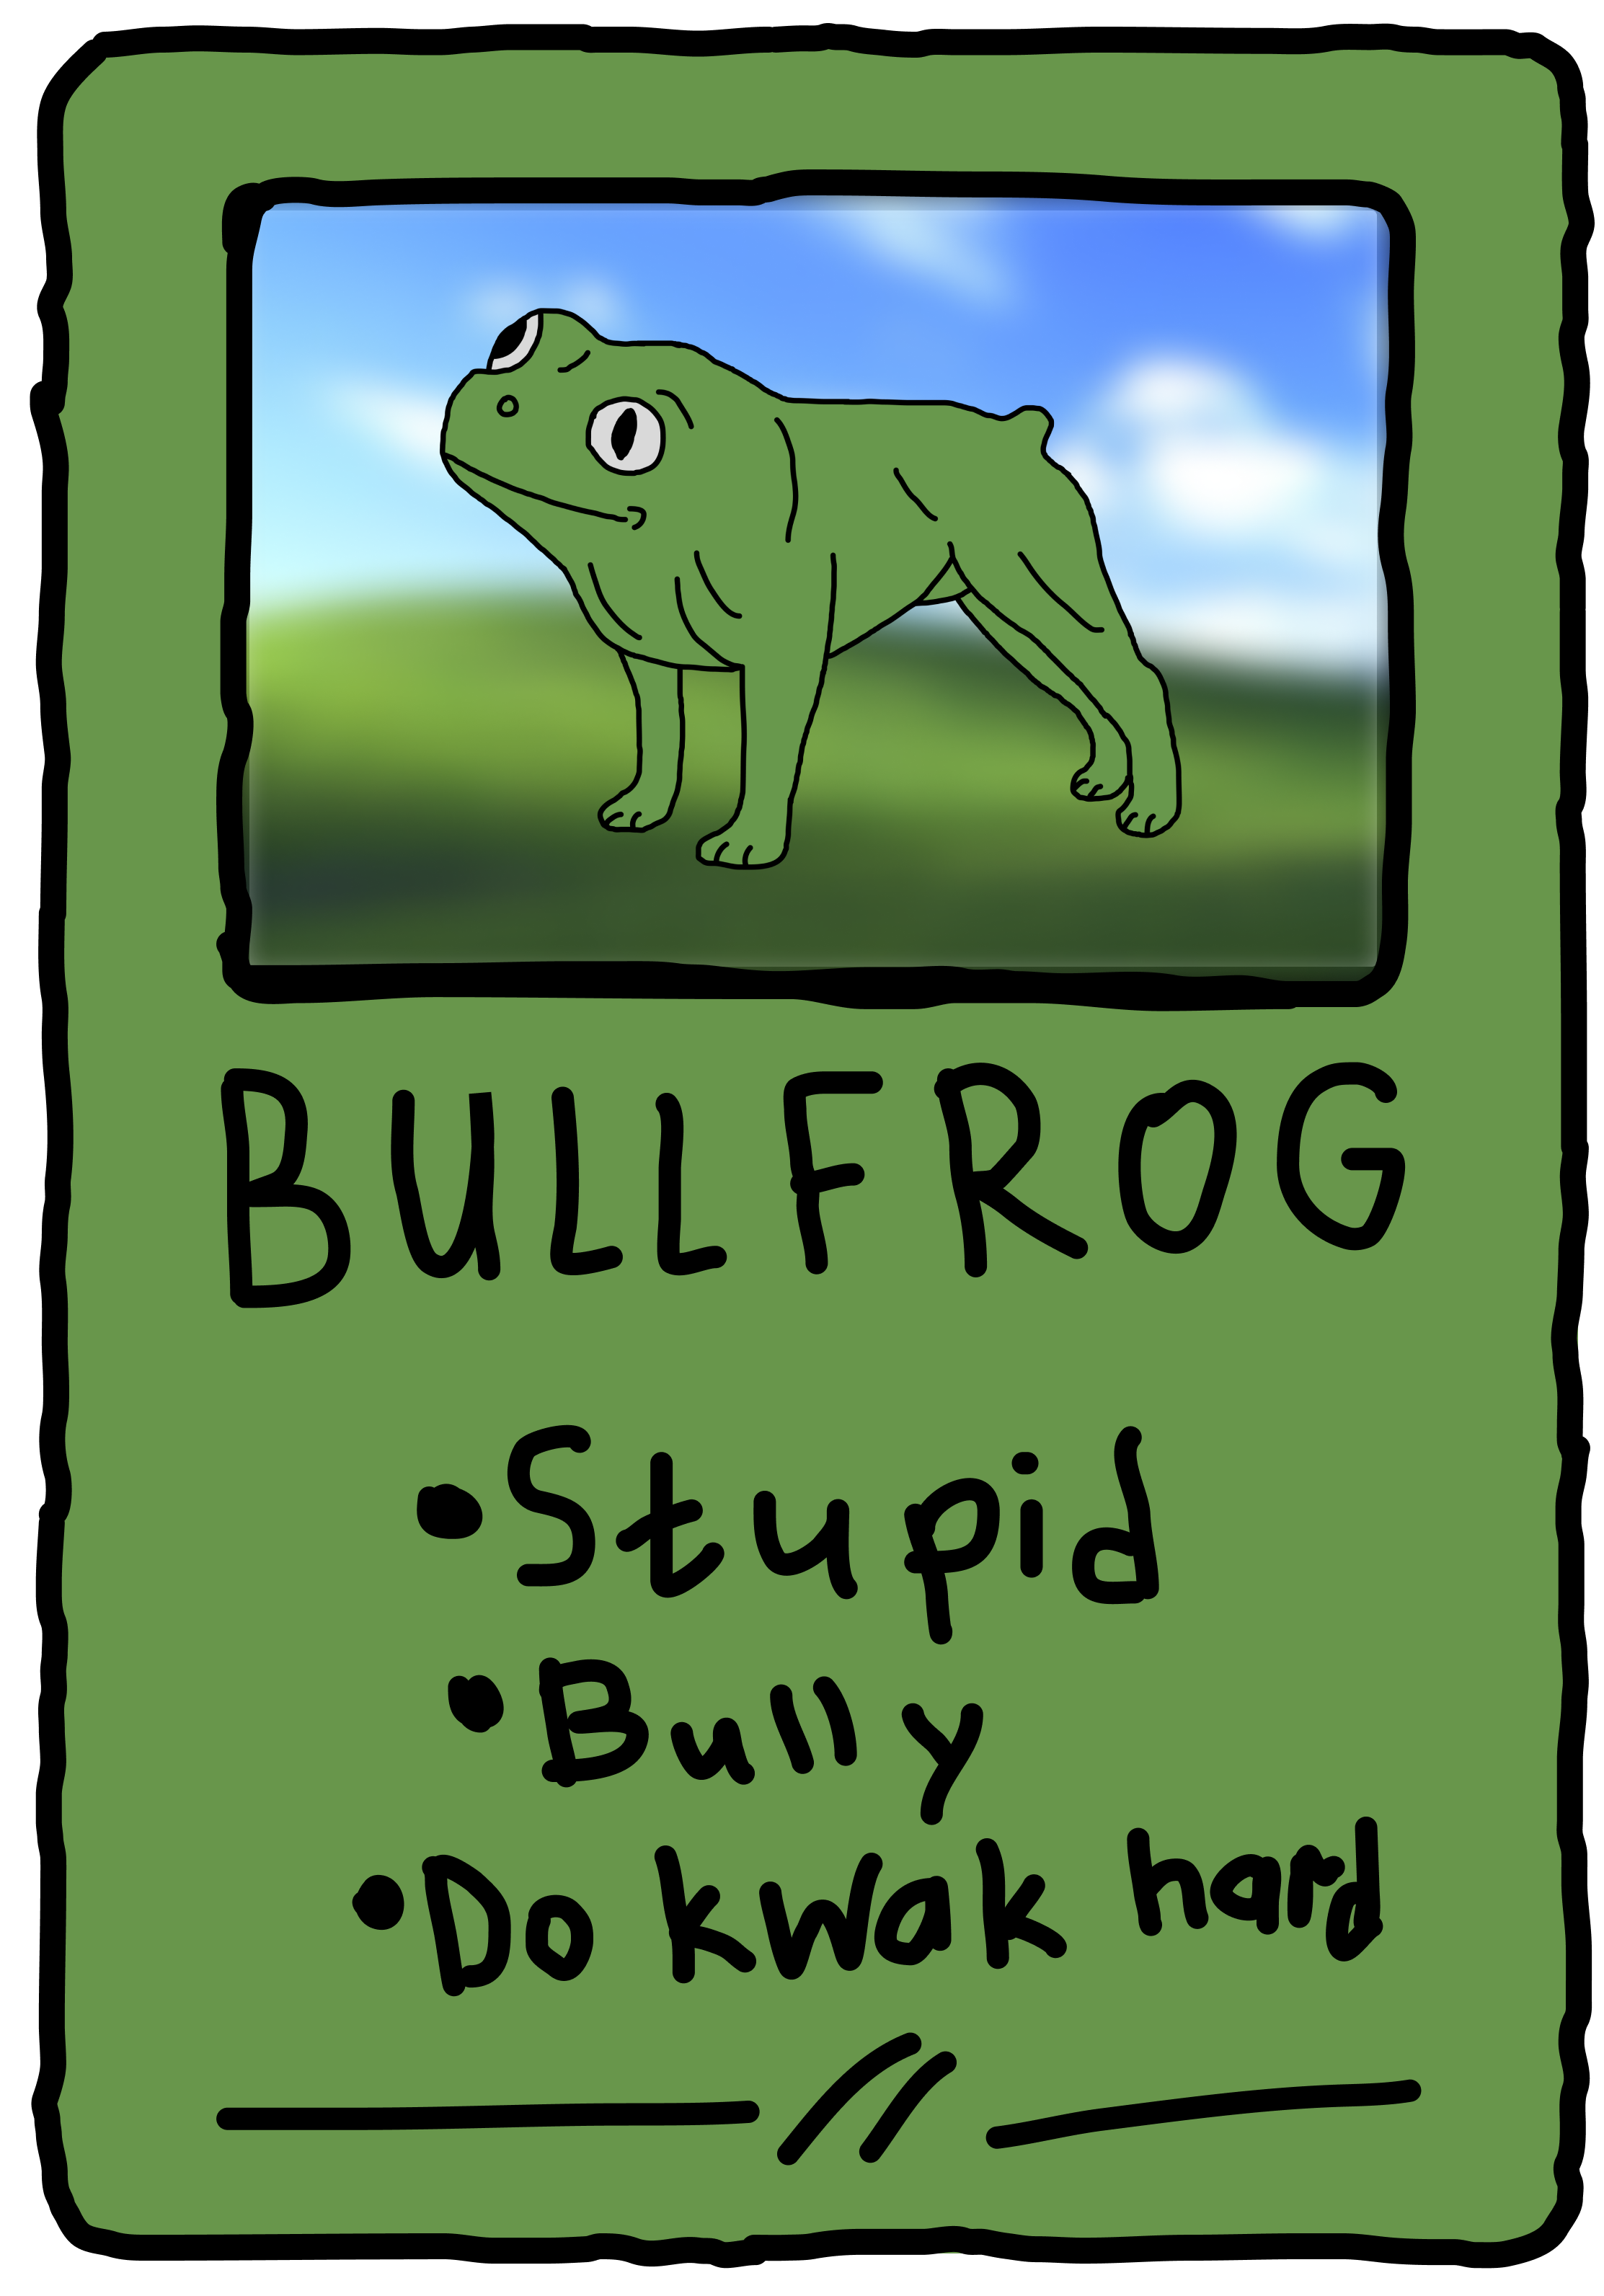 BULLFROG
• Stupid
• Bully
• Do kwak hard